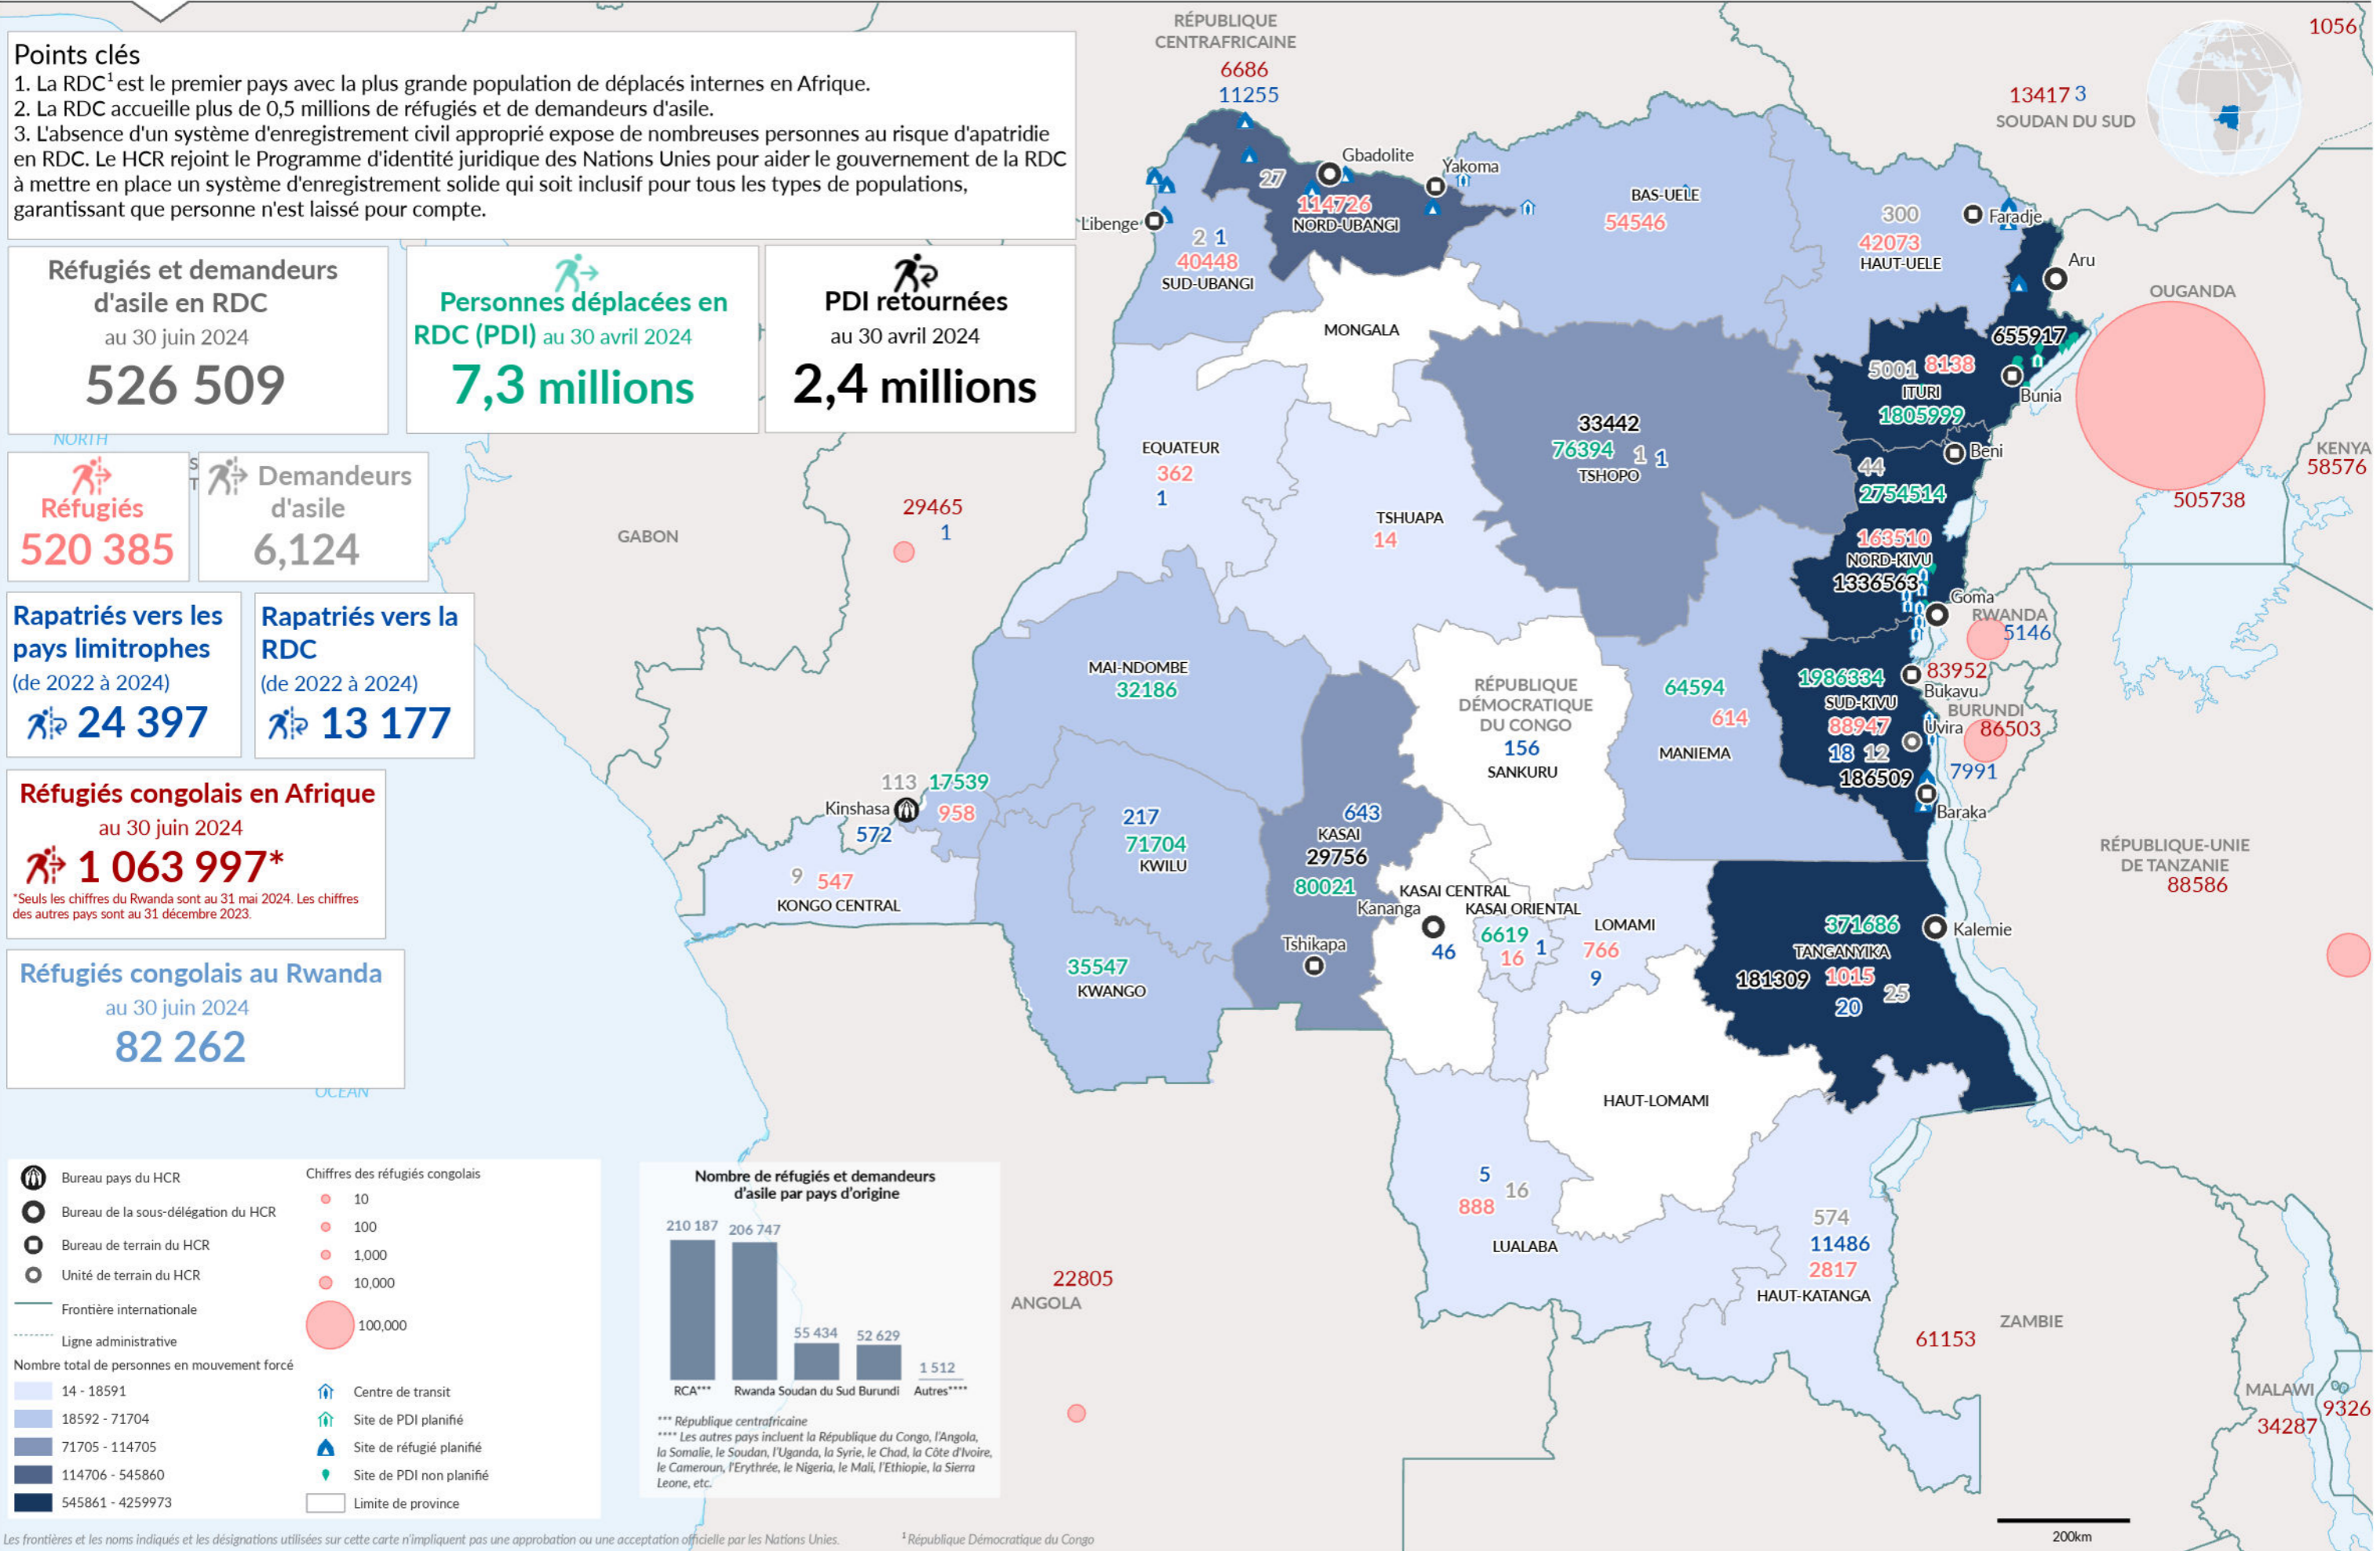 Points clés
1. La RDC¹ est le premier pays avec la plus grande population de déplacés internes en Afrique.
2. La RDC accueille plus de 0,5 millions de réfugiés et de demandeurs d'asile.
3. L'absence d'un système d'enregistrement civil approprié expose de nombreuses personnes au risque d'apatridie
en RDC. Le HCR rejoint le Programme d'identité juridique des Nations Unies pour aider le gouvernement de la RDC
à mettre en place un système d'enregistrement solide qui soit inclusif pour tous les types de populations,
garantissant que personne n'est laissé pour compte.
Réfugiés et demandeurs
d'asile en RDC
au 30 juin 2024
526 509
Personnes déplacées en
RDC (PDI) au 30 avril 2024
7,3 millions
PDI retournées
au 30 avril 2024
2,4 millions
NORTH
S
T
Réfugiés
520 385
Demandeurs
d'asile
6,124
Rapatriés vers les
pays limitrophes
(de 2022 à 2024)
24 397
Rapatriés vers la
RDC
(de 2022 à 2024)
13 177
Réfugiés congolais en Afrique
au 30 juin 2024
1 063 997*
*Seuls les chiffres du Rwanda sont au 31 mai 2024. Les chiffres
des autres pays sont au 31 décembre 2023.
Réfugiés congolais au Rwanda
au 30 juin 2024
82 262
OCEAN
RÉPUBLIQUE
CENTRAFRICAINE
6686
11255
1056
13417 3
SOUDAN DU SUD
Gbadolite
Yakoma
27
114726
NORD-UBANGI
Libenge
2 1
40448
SUD-UBANGI
BAS-UELE
54546
300
42073
HAUT-UELE
Faradje
Aru
OUGANDA
505738
MONGALA
655917
5001 8138
ITURI
1805999
Bunia
Beni
KENYA
58576
EQUATEUR
362
1
TSHUAPA
14
33442
76394 1 1
TSHOPO
44
2754514
163510
NORD-KIVU
1336563
Goma
RWANDA
5146
GABON
29465
1
MAI-NDOMBE
32186
RÉPUBLIQUE
DÉMOCRATIQUE
DU CONGO
156
SANKURU
64594
614
MANIEMA
1986334
SUD-KIVU
88947
18 12
186509
83952
Bukavu
BURUNDI
Uvira 86503
7991
Baraka
113 17539
Kinshasa
958
572
9 547
KONGO CENTRAL
217
71704
KWILU
643
KASAI
29756
80021
Tshikapa
35547
KWANGO
KASAI CENTRAL
Kananga
46
KASAI ORIENTAL
6619
16 1
LOMAMI
766
9
371686
TANGANYIKA
181309 1015
25
20
Kalemie
RÉPUBLIQUE-UNIE
DE TANZANIE
88586
HAUT-LOMAMI
5
16
888
LUALABA
574
11486
2817
HAUT-KATANGA
22805
ANGOLA
61153
ZAMBIE
MALAWI
34287
9326
Bureau pays du HCR
Bureau de la sous-délégation du HCR
Bureau de terrain du HCR
Unité de terrain du HCR
Frontière internationale
Ligne administrative
Nombre total de personnes en mouvement forcé
14 - 18591
18592 - 71704
71705 - 114705
114706 - 545860
545861 - 4259973
Chiffres des réfugiés congolais
10
100
1,000
10,000
100,000
Centre de transit
Site de PDI planifié
Site de réfugié planifié
Site de PDI non planifié
Limite de province
Nombre de réfugiés et demandeurs
d'asile par pays d'origine
210 187 206 747
55 434 52 629
1 512
RCA*** Rwanda Soudan du Sud Burundi Autres****
*** République centrafricaine
**** Les autres pays incluent la République du Congo, l'Angola,
la Somalie, le Soudan, l'Uganda, la Syrie, le Chad, la Côte d'Ivoire,
le Cameroun, l'Erythrée, le Nigeria, le Mali, l'Ethiopie, la Sierra
Leone, etc.
200km
Les frontières et les noms indiqués et les désignations utilisées sur cette carte n'impliquent pas une approbation ou une acceptation officielle par les Nations Unies.
¹ République Démocratique du Congo